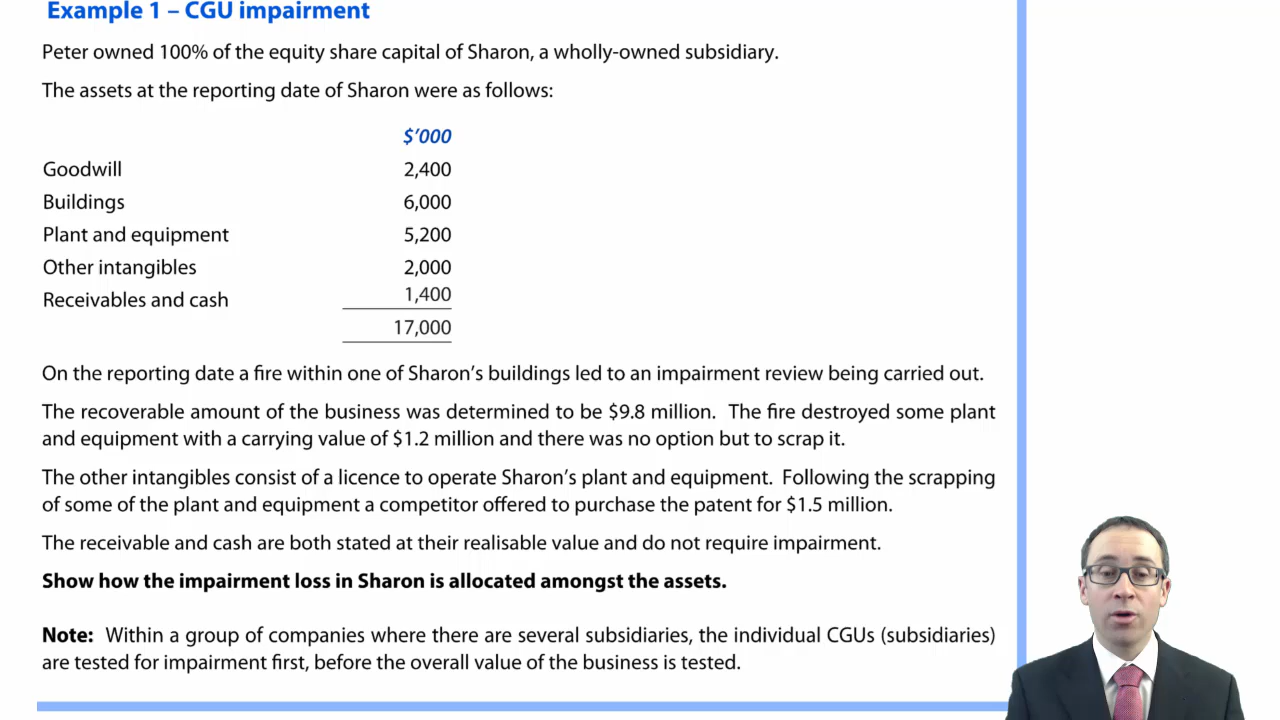 Example 1 – CGU impairment
Peter owned 100% of the equity share capital of Sharon, a wholly-owned subsidiary.
The assets at the reporting date of Sharon were as follows:
$’000
Goodwill 2,400
Buildings 6,000
Plant and equipment 5,200
Other intangibles 2,000
Receivables and cash 1,400
17,000
On the reporting date a fire within one of Sharon’s buildings led to an impairment review being carried out.
The recoverable amount of the business was determined to be $9.8 million. The fire destroyed some plant
and equipment with a carrying value of $1.2 million and there was no option but to scrap it.
The other intangibles consist of a licence to operate Sharon’s plant and equipment. Following the scrapping
of some of the plant and equipment a competitor offered to purchase the patent for $1.5 million.
The receivable and cash are both stated at their realisable value and do not require impairment.
Show how the impairment loss in Sharon is allocated amongst the assets.
Note: Within a group of companies where there are several subsidiaries, the individual CGUs (subsidiaries)
are tested for impairment first, before the overall value of the business is tested.